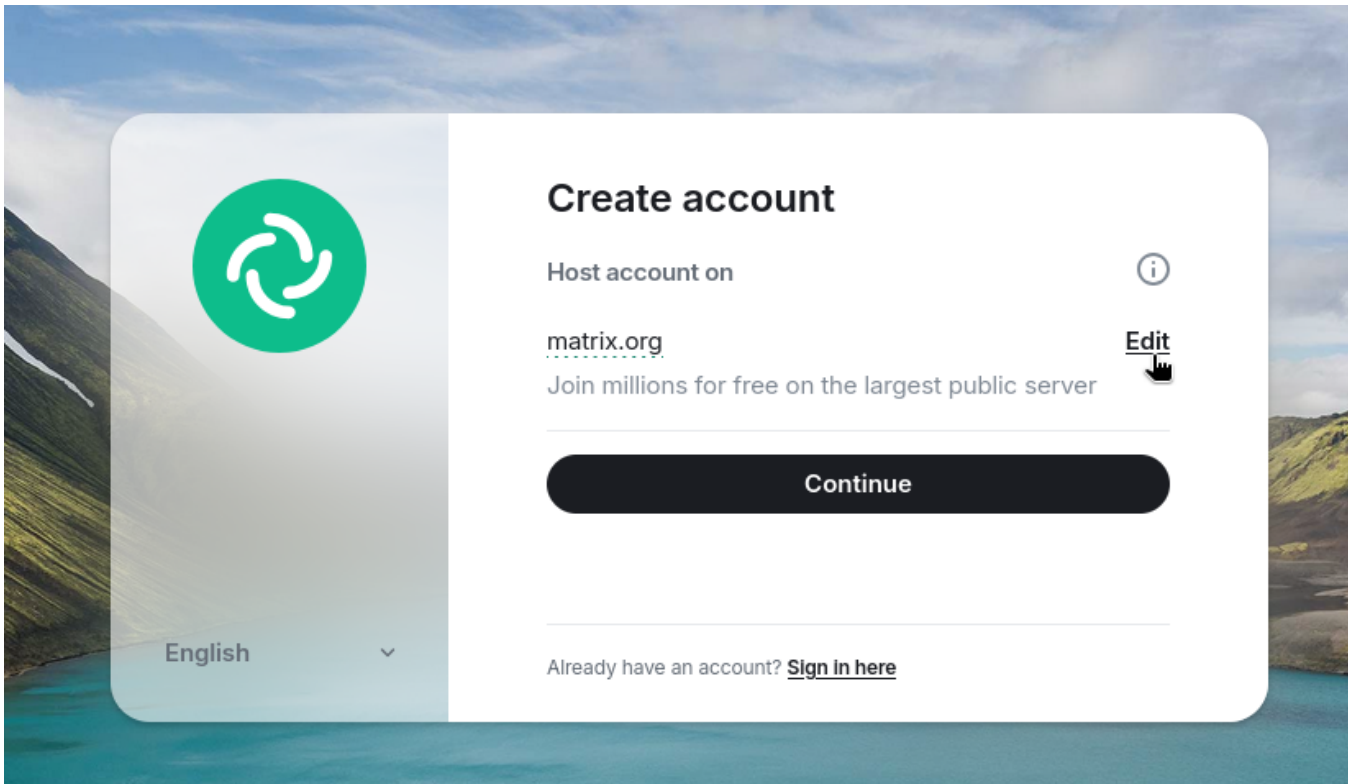 Create account
Host account on
matrix.org
Edit
Join millions for free on the largest public server
Continue
English
Already have an account? Sign in here